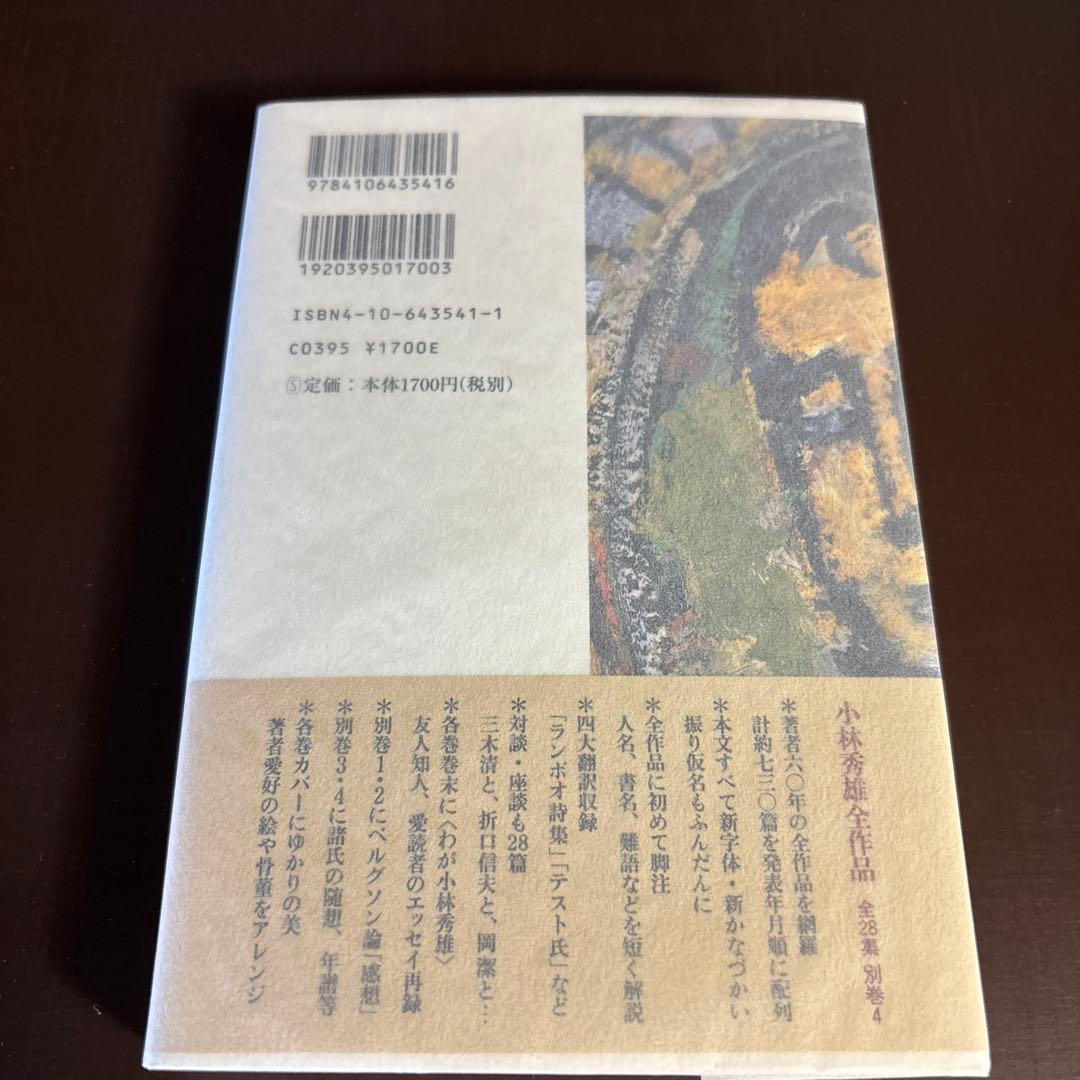 9784106435416
1920395017003
ISBN4-10-643541-1
C0395 ¥1700E
Ⓢ定価：本体1700円(税別)
小林秀雄全作品 全28集 別巻4
＊著者六〇年の全作品を網羅
計約七三〇篇を発表年月順に配列
＊本文すべて新字体・新かなづかい
振り仮名もふんだんに
＊全作品に初めて脚注
人名、書名、難語などを短く解説
＊四大翻訳収録
「ランボオ詩集」「テスト氏」など
＊対談・座談も28篇
三木清と、折口信夫と、岡潔と…
＊各巻巻末に〈わが小林秀雄〉
友人知人、愛読者のエッセイ再録
＊別巻1・2にベルグソン論「感想」
＊別巻3・4に諸氏の随想、年譜等
＊各巻カバーにゆかりの美
著者愛好の絵や骨董をアレンジ